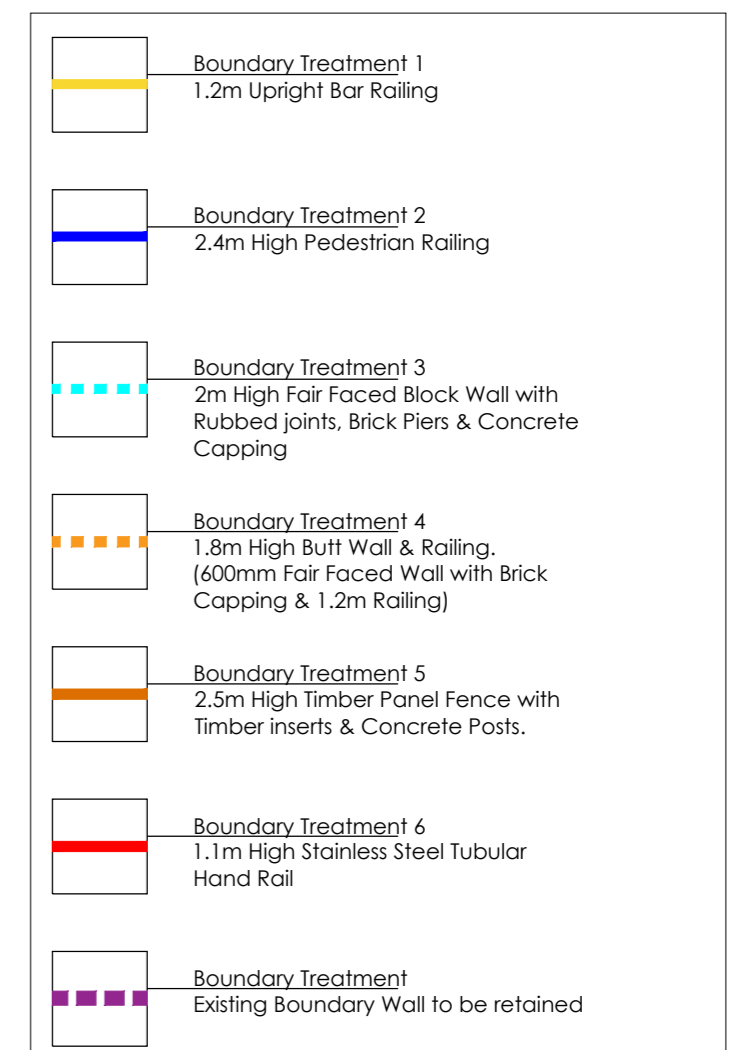 Boundary Treatment 1
1.2m Upright Bar Railing
Boundary Treatment 2
2.4m High Pedestrian Railing
Boundary Treatment 3
2m High Fair Faced Block Wall with
Rubbed joints, Brick Piers & Concrete
Capping
Boundary Treatment 4
1.8m High Butt Wall & Railing.
(600mm Fair Faced Wall with Brick
Capping & 1.2m Railing)
Boundary Treatment 5
2.5m High Timber Panel Fence with
Timber inserts & Concrete Posts.
Boundary Treatment 6
1.1m High Stainless Steel Tubular
Hand Rail
Boundary Treatment
Existing Boundary Wall to be retained